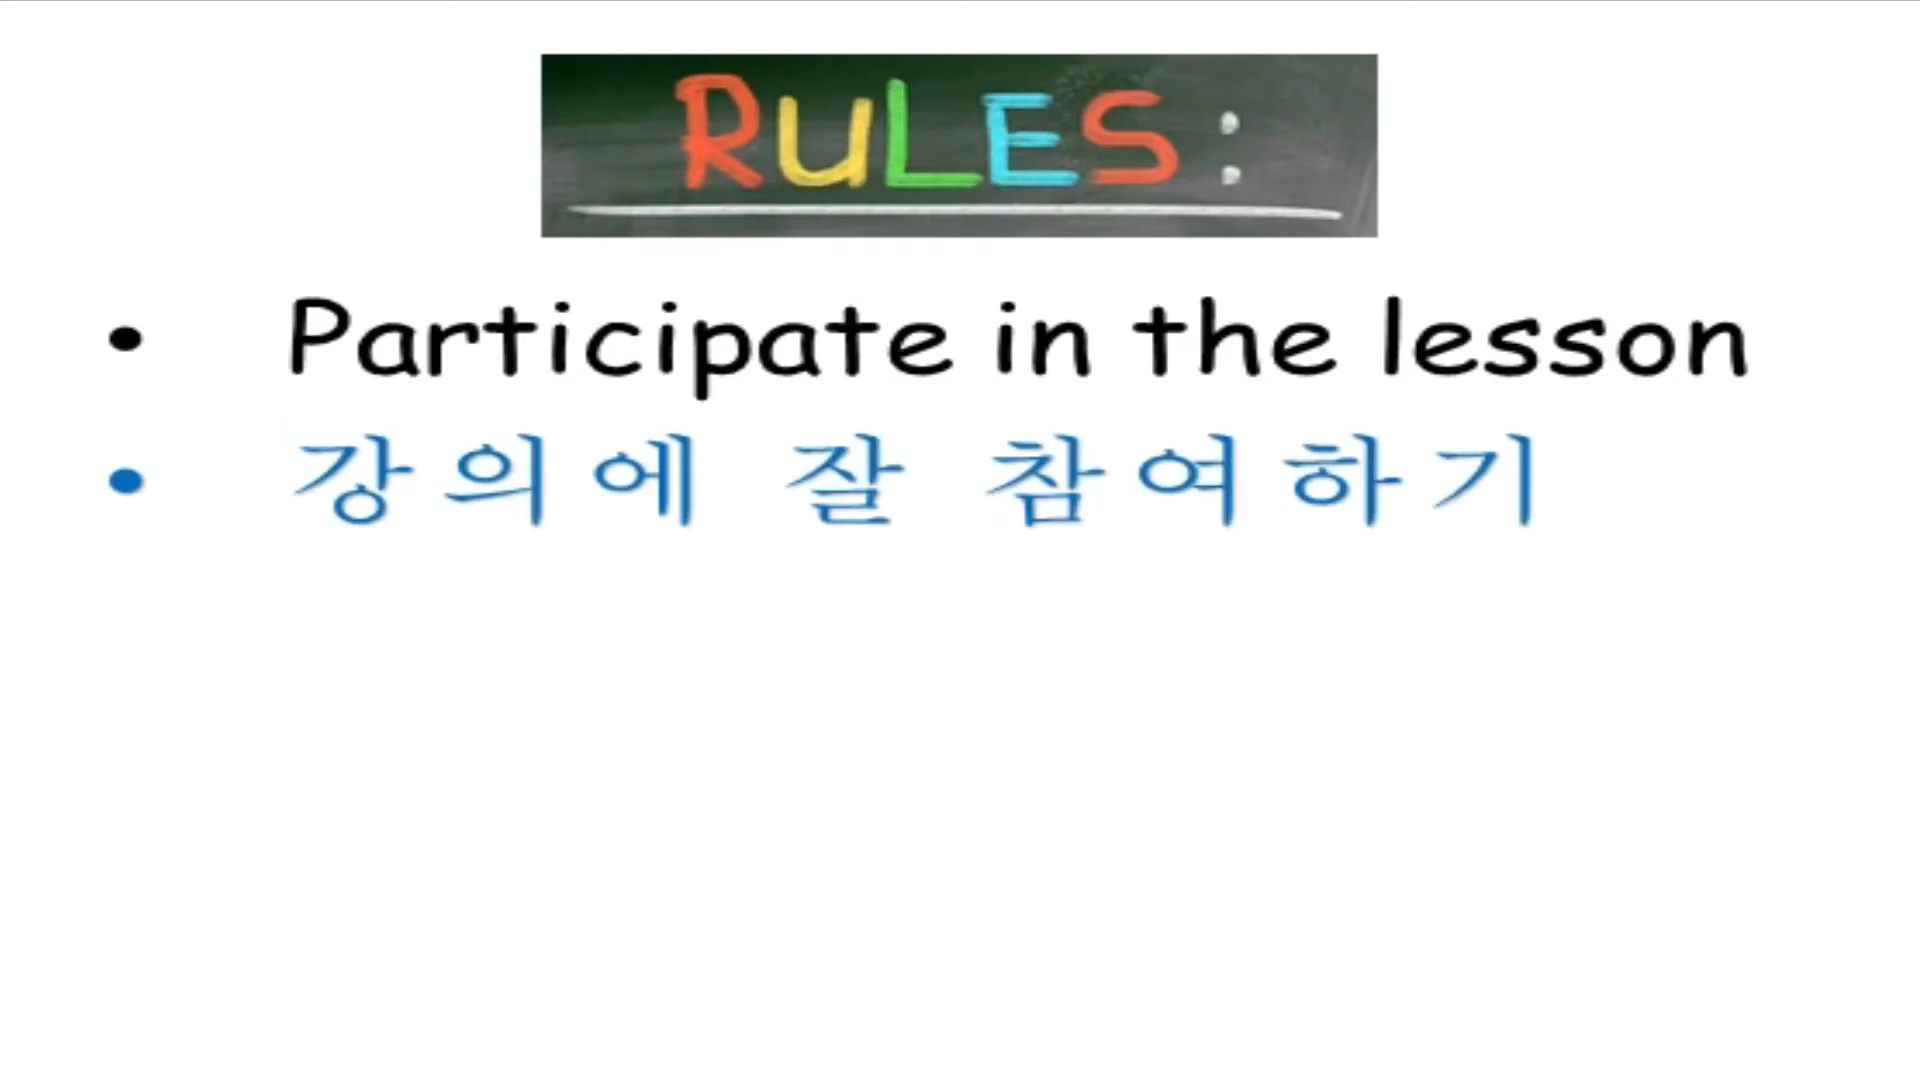 RULES:
• Participate in the lesson
• 강의에 잘 참여하기